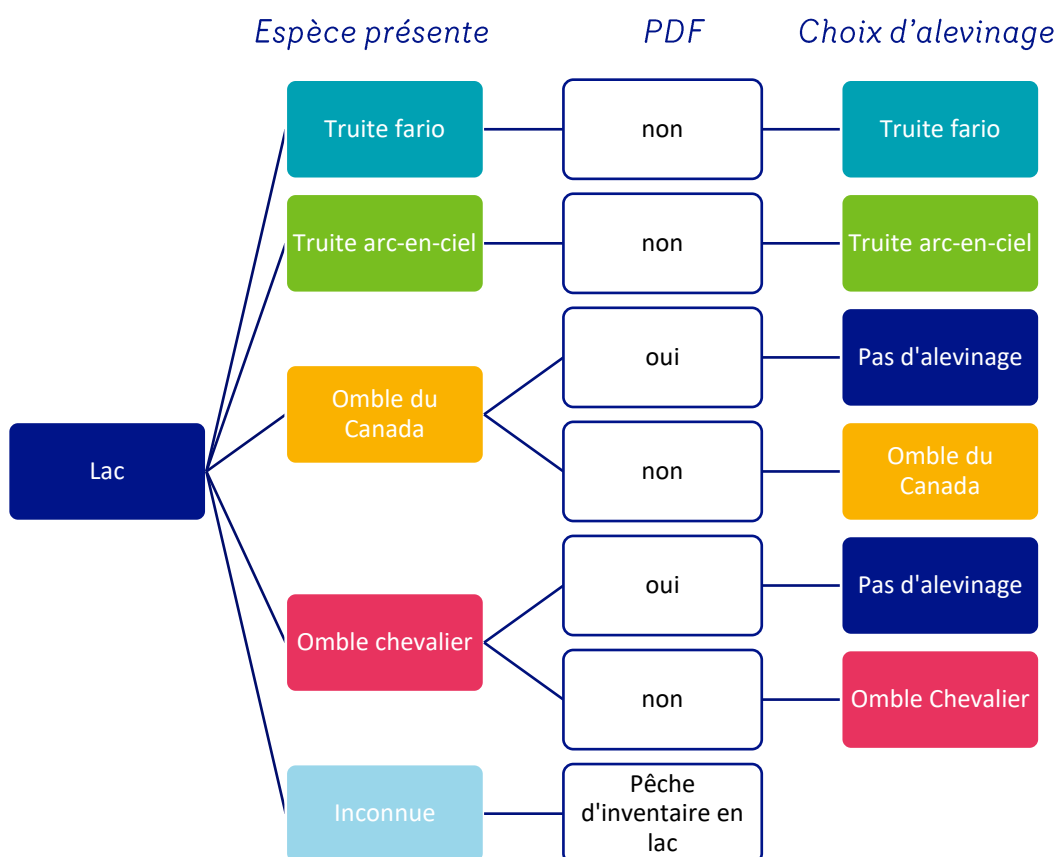 Espèce présente
PDF
Choix d'alevinage
Truite fario
non
Truite fario
Truite arc-en-ciel
non
Truite arc-en-ciel
oui
Pas d'alevinage
Omble du
Canada
non
Omble du
Canada
Lac
oui
Pas d'alevinage
Omble chevalier
non
Omble Chevalier
Inconnue
Pêche
d'inventaire en
lac